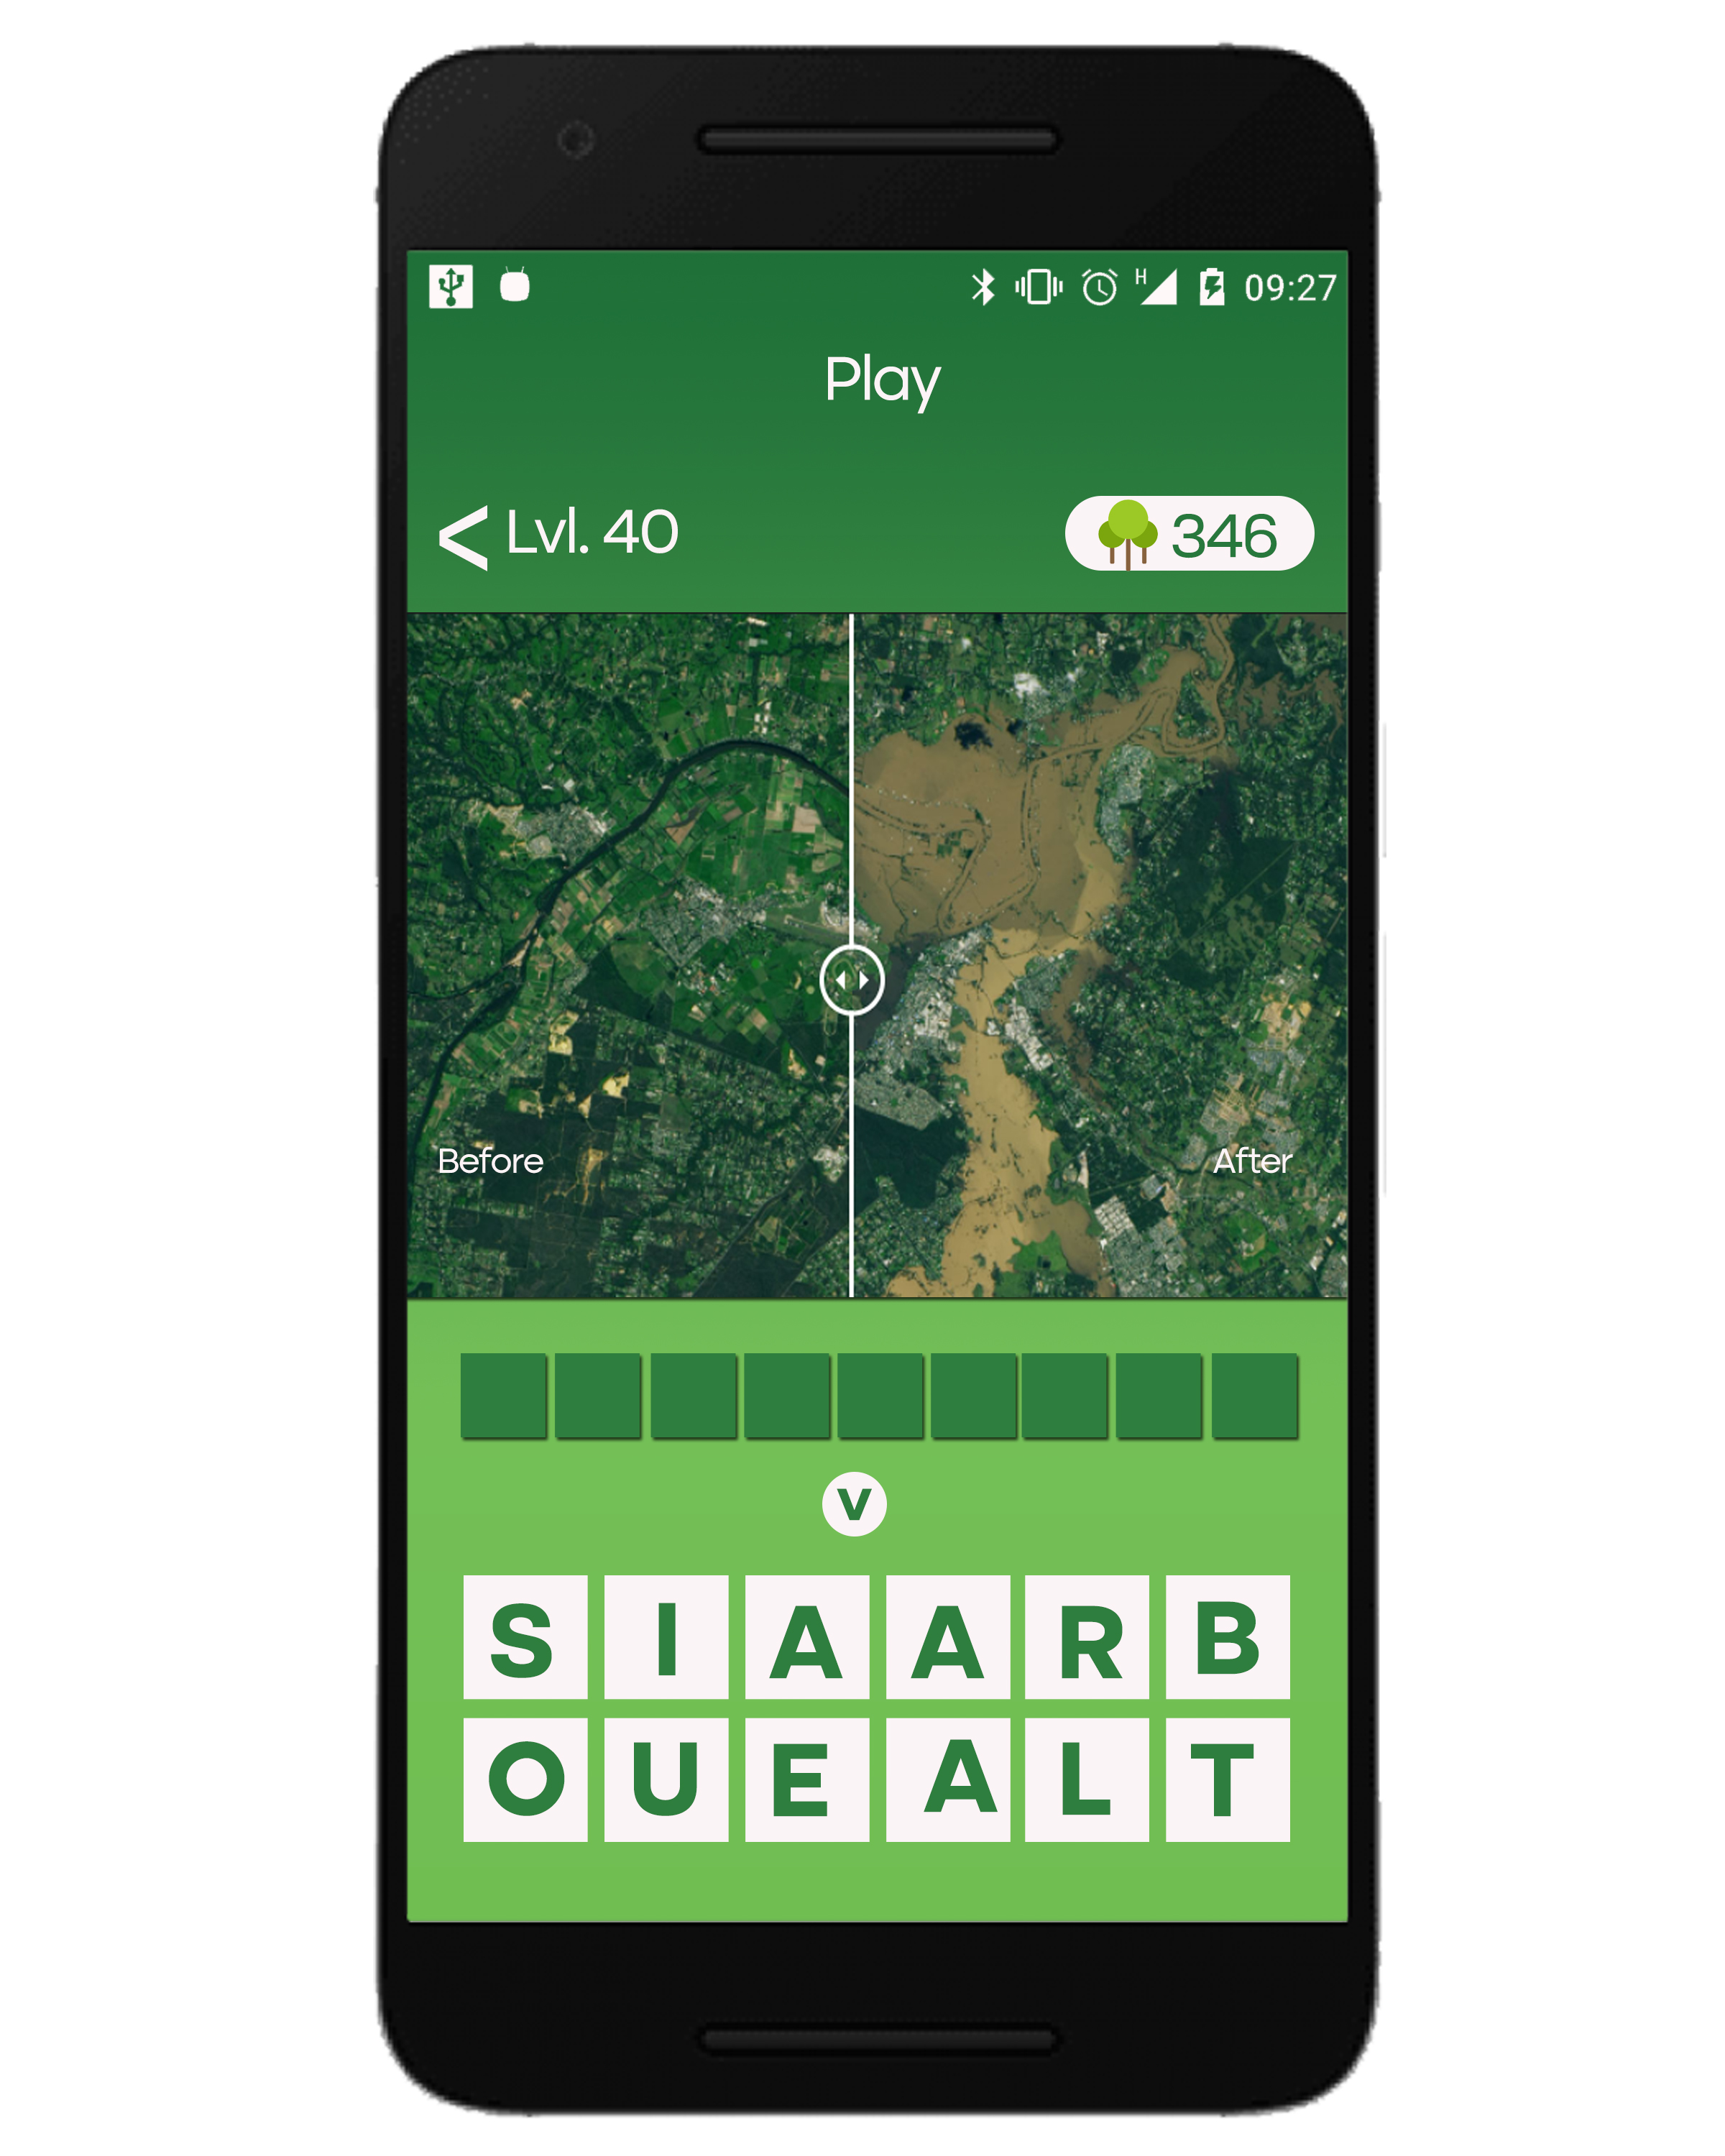 H 09:27
Play
< Lvl. 40
346
Before After
V
S I A A R B
O U E A L T